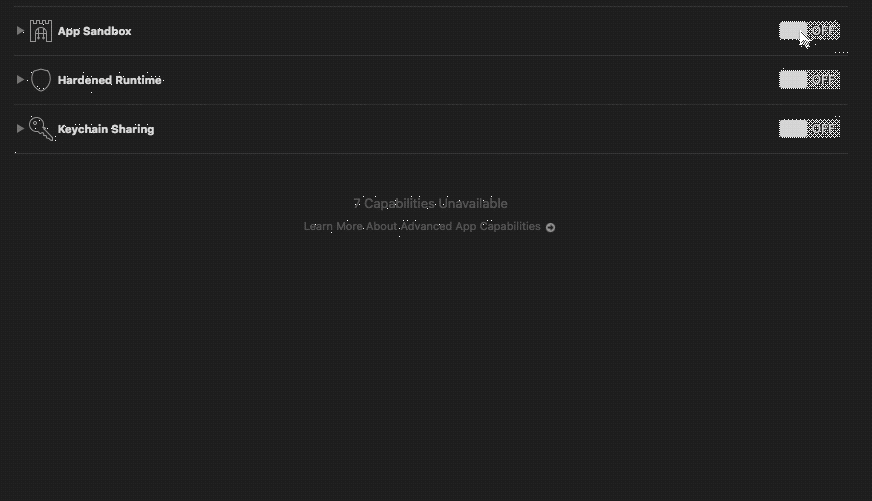 App Sandbox
OFF
Hardened Runtime
OFF
Keychain Sharing
OFF
7 Capabilities Unavailable
Learn More About Advanced App Capabilities